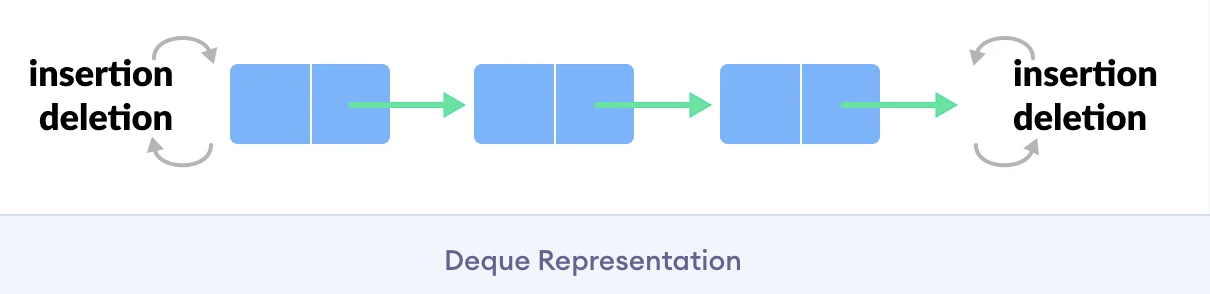 insertion
deletion
insertion
deletion
Deque Representation